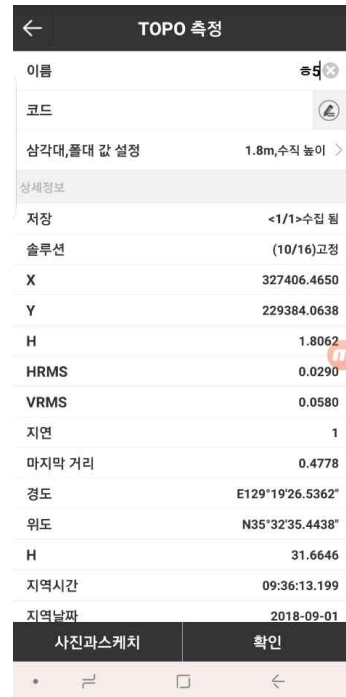 TOPO 측정
이름 ㅎ5
코드
삼각대,폴대 값 설정 1.8m,수직 높이
상세정보
저장 <1/1>수집 됨
솔루션 (10/16)고정
X 327406.4650
Y 229384.0638
H 1.8062
HRMS 0.0290
VRMS 0.0580
지연 1
마지막 거리 0.4778
경도 E129°19'26.5362"
위도 N35°32'35.4438"
H 31.6646
지역시간 09:36:13.199
지역날짜 2018-09-01
사진과스케치 확인